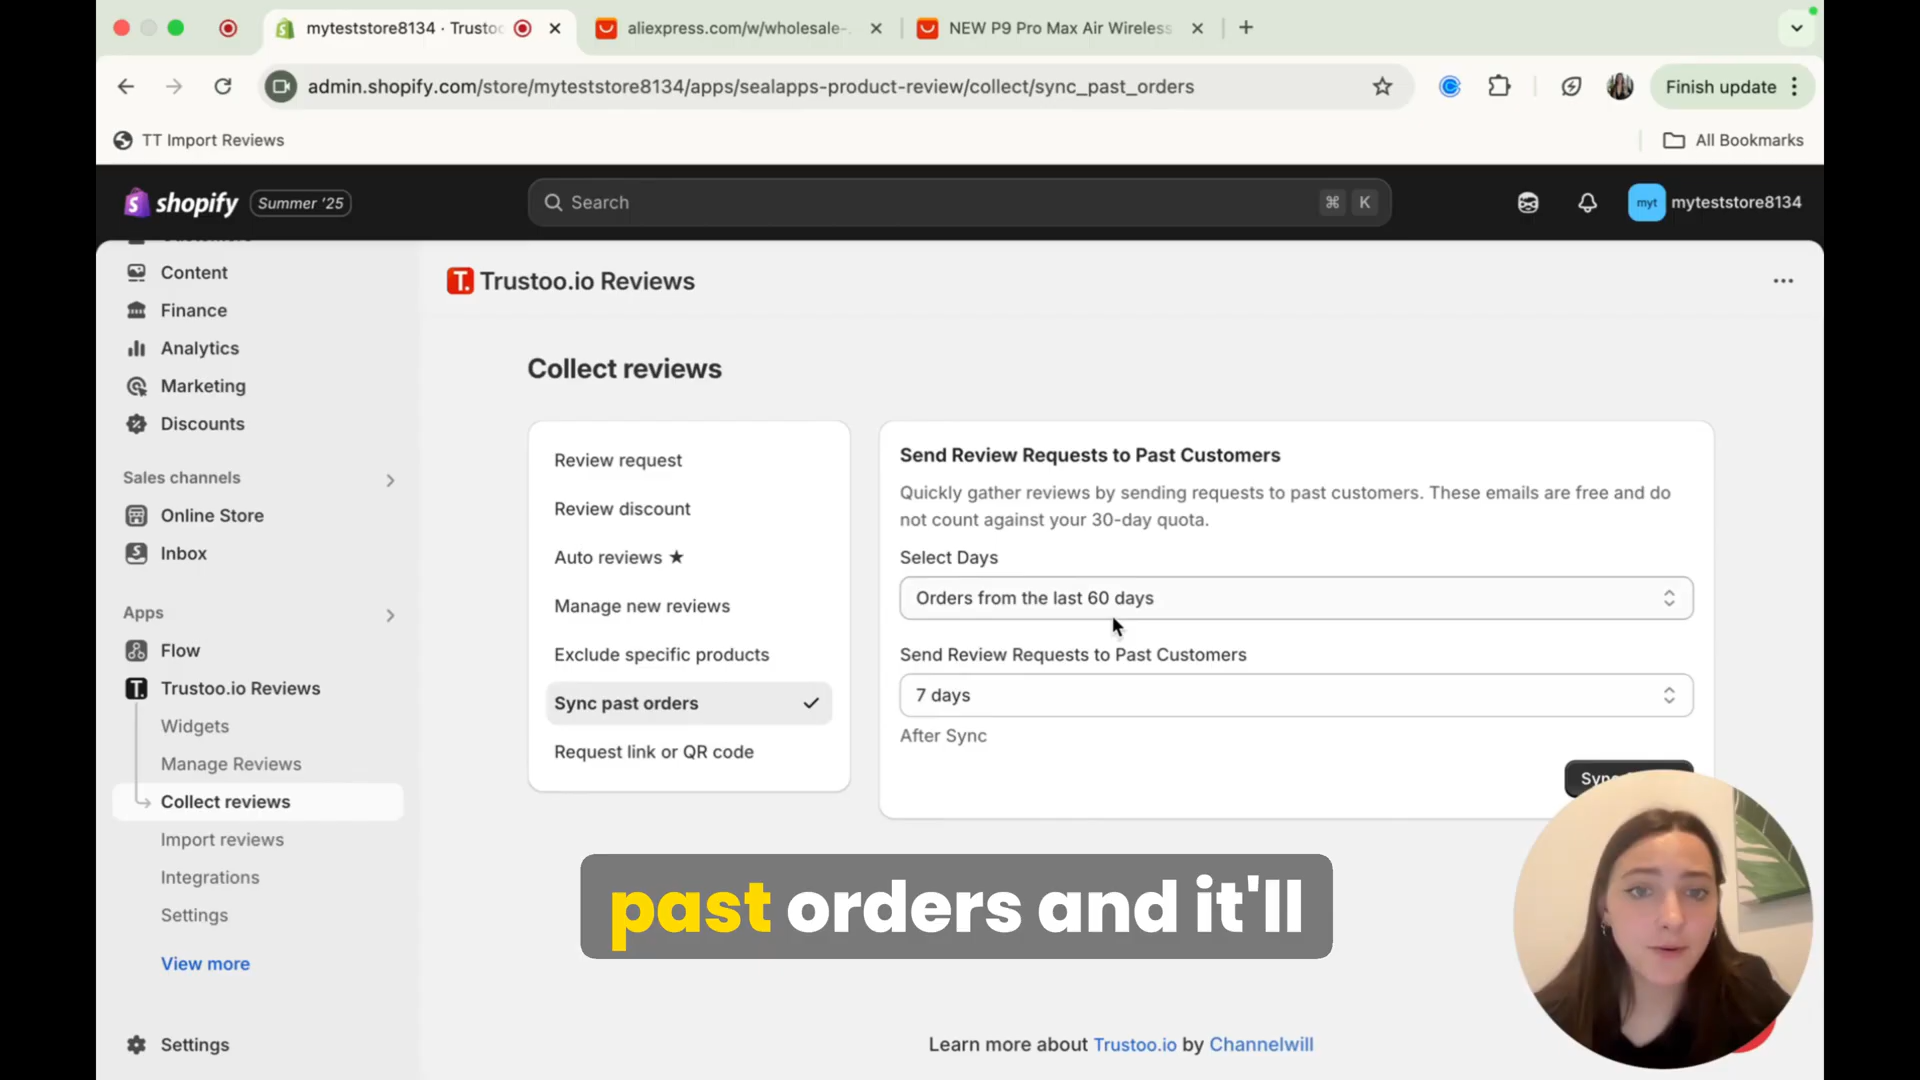 myteststore8134 · Trustoo
aliexpress.com/w/wholesale-
NEW P9 Pro Max Air Wireless
admin.shopify.com/store/myteststore8134/apps/sealapps-product-review/collect/sync_past_orders
Finish update
TT Import Reviews
All Bookmarks
shopify
Summer '25
Search
⌘ K
myt
myteststore8134
Customers
Content
Finance
Analytics
Marketing
Discounts
Sales channels
Online Store
Inbox
Apps
Flow
Trustoo.io Reviews
Widgets
Manage Reviews
Collect reviews
Import reviews
Integrations
Settings
View more
Settings
T. Trustoo.io Reviews
Collect reviews
Review request
Review discount
Auto reviews ★
Manage new reviews
Exclude specific products
Sync past orders
Request link or QR code
Send Review Requests to Past Customers
Quickly gather reviews by sending requests to past customers. These emails are free and do
not count against your 30-day quota.
Select Days
Orders from the last 60 days
Send Review Requests to Past Customers
7 days
After Sync
Sync
past orders and it'll
Learn more about Trustoo.io by Channelwill